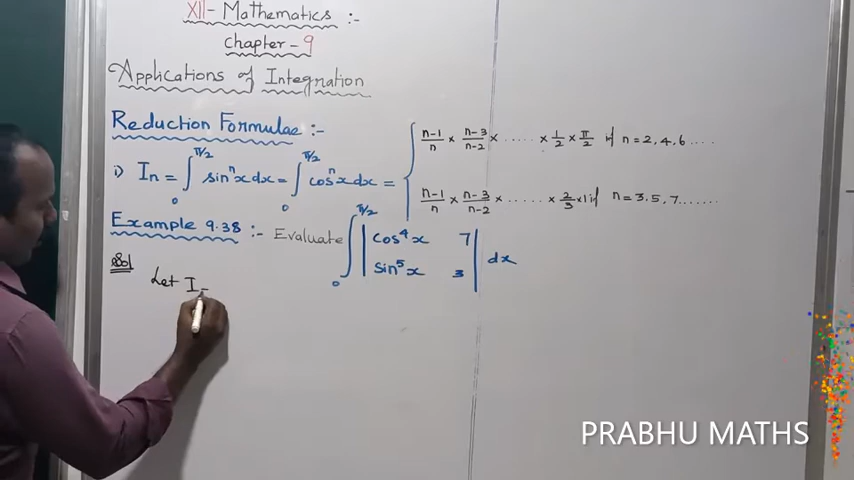 XII- Mathematics :-
Chapter-9
Applications of Integration
Reduction Formulae :-
i) Iₙ = ∫₀^{π/2} sinⁿx dx = ∫₀^{π/2} cosⁿx dx = { n-1/n × n-3/n-2 × ..... × 1/2 × π/2 if n = 2, 4, 6 ....
n-1/n × n-3/n-2 × ..... × 2/3 × 1 if n = 3, 5, 7 .......
Example 9.38 :- Evaluate ∫₀^{π/2} | cos⁴x 7 |
| sin⁵x 3 | dx
Sol
Let I =
PRABHU MATHS